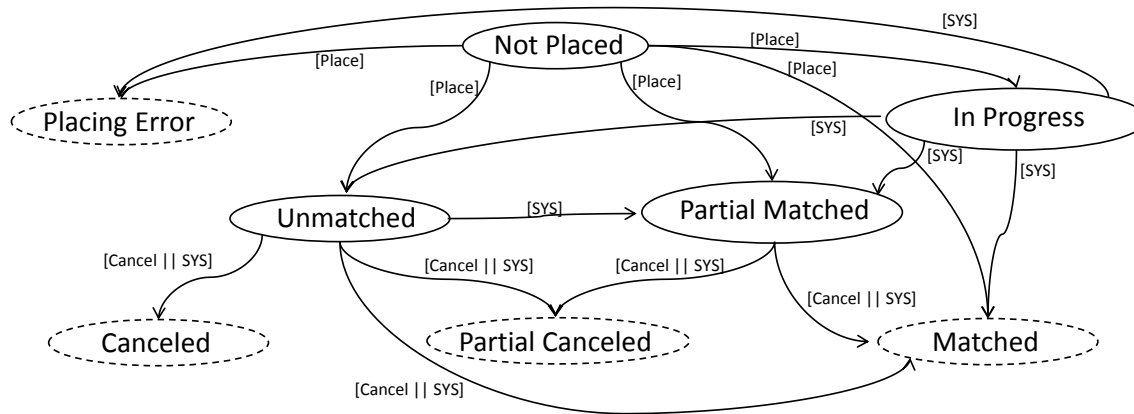 [SYS]
Not Placed
[Place]
[Place]
[Place]
[Place]
[Place]
Placing Error
In Progress
[SYS]
[SYS]
[SYS]
Unmatched
[SYS]
Partial Matched
[Cancel || SYS]
[Cancel || SYS]
[Cancel || SYS]
[Cancel || SYS]
Canceled
Partial Canceled
Matched
[Cancel || SYS]